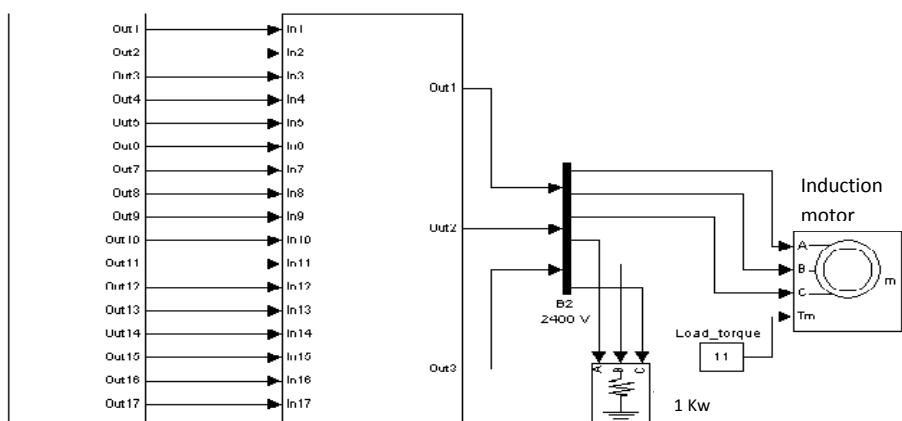 Out1 In1
Out2 In2
Out3 In3
Out4 In4
Out1
Out5 In5
Out6 In6
Out7 In7
Out8 In8
Out9 In9
Out10 In10
Out2
Out11 In11
Out12 In12
Out13 In13
Out14 In14
Out15 In15
Out3
Out16 In16
Out17 In17
B2
2400 V
Induction
motor
A
B
C
m
Tm
Load_torque
11
A B C
1 Kw